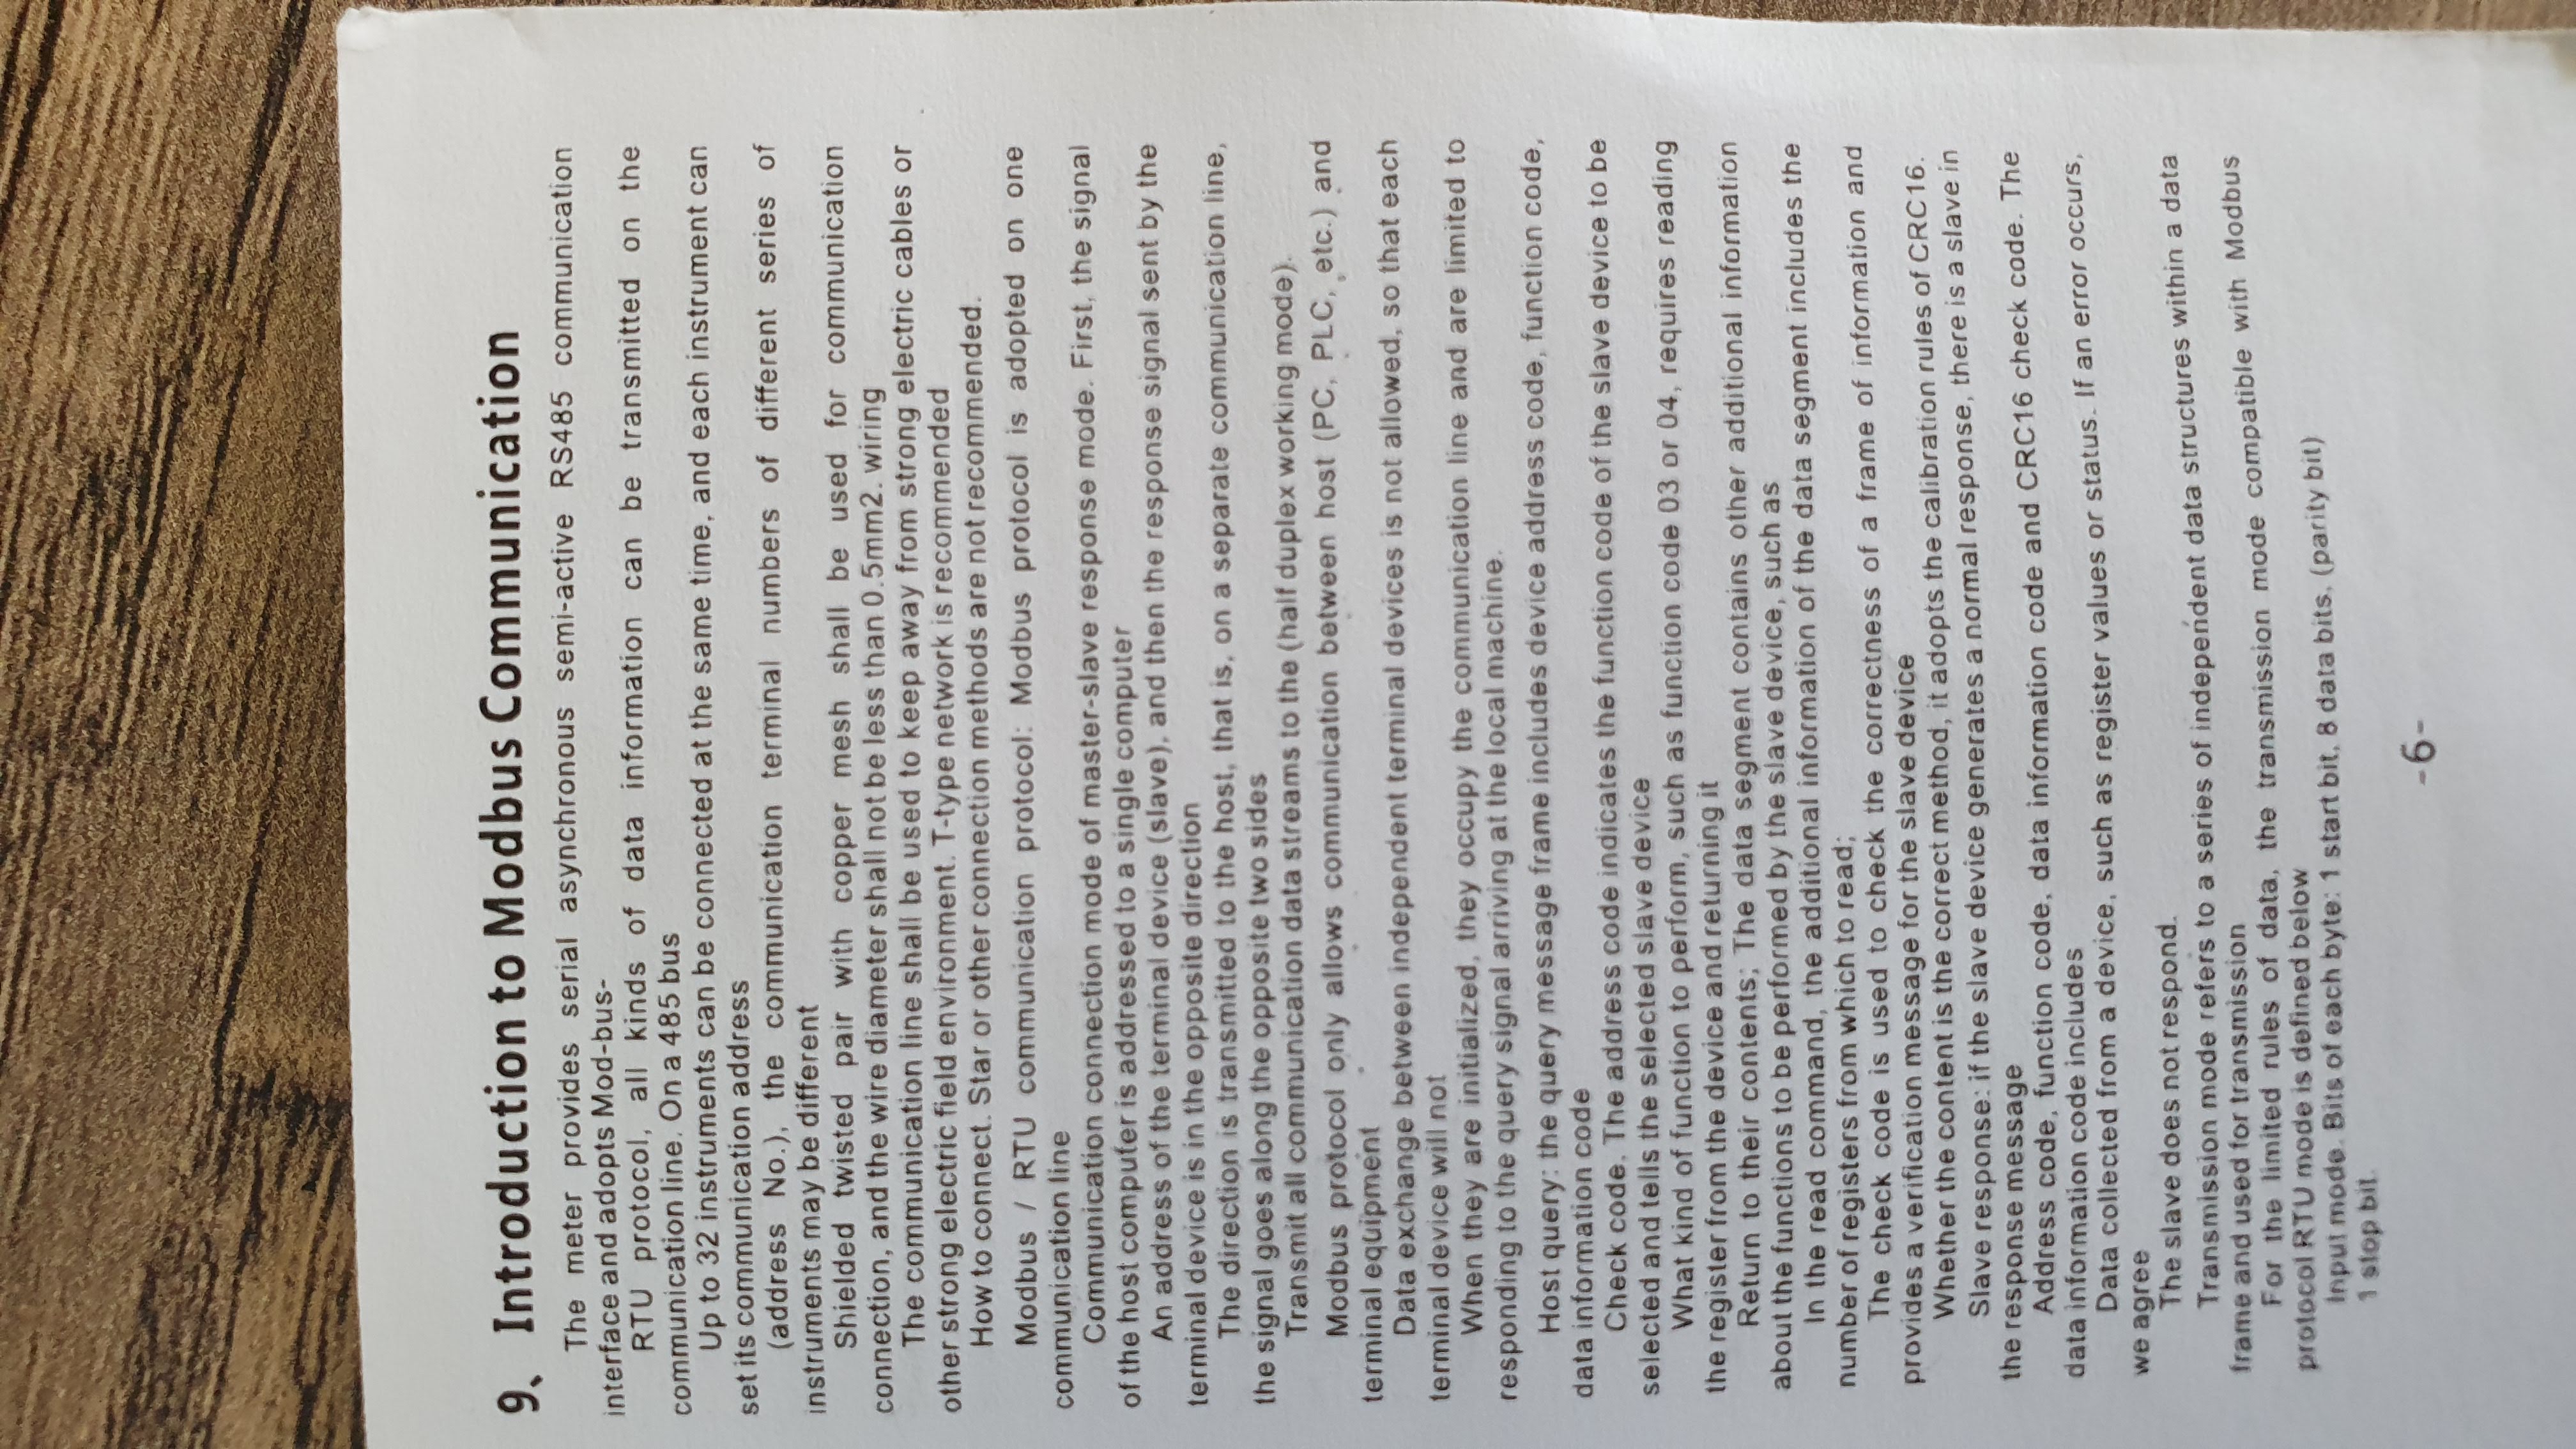 9、 Introduction to Modbus Communication
The meter provides serial asynchronous semi-active RS485 communication
interface and adopts Mod-bus-
RTU protocol, all kinds of data information can be transmitted on the
communication line. On a 485 bus
Up to 32 instruments can be connected at the same time, and each instrument can
set its communication address
(address No.), the communication terminal numbers of different series of
instruments may be different
Shielded twisted pair with copper mesh shall be used for communication
connection, and the wire diameter shall not be less than 0.5mm2. wiring
The communication line shall be used to keep away from strong electric cables or
other strong electric field environment. T-type network is recommended
How to connect. Star or other connection methods are not recommended.
Modbus / RTU communication protocol: Modbus protocol is adopted on one
communication line
Communication connection mode of master-slave response mode. First, the signal
of the host computer is addressed to a single computer
An address of the terminal device (slave), and then the response signal sent by the
terminal device is in the opposite direction
The direction is transmitted to the host, that is, on a separate communication line,
the signal goes along the opposite two sides
Transmit all communication data streams to the (half duplex working mode).
Modbus protocol only allows communication between host (PC, PLC, etc.) and
terminal equipment
Data exchange between independent terminal devices is not allowed, so that each
terminal device will not
When they are initialized, they occupy the communication line and are limited to
responding to the query signal arriving at the local machine.
Host query: the query message frame includes device address code, function code,
data information code
Check code. The address code indicates the function code of the slave device to be
selected and tells the selected slave device
What kind of function to perform, such as function code 03 or 04, requires reading
the register from the device and returning it
Return to their contents; The data segment contains other additional information
about the functions to be performed by the slave device, such as
In the read command, the additional information of the data segment includes the
number of registers from which to read;
The check code is used to check the correctness of a frame of information and
provides a verification message for the slave device
Whether the content is the correct method, it adopts the calibration rules of CRC16.
Slave response: if the slave device generates a normal response, there is a slave in
the response message
Address code, function code, data information code and CRC16 check code. The
data information code includes
Data collected from a device, such as register values or status. If an error occurs,
we agree
The slave does not respond.
Transmission mode refers to a series of independent data structures within a data
frame and used for transmission
For the limited rules of data, the transmission mode compatible with Modbus
protocol RTU mode is defined below
Input mode. Bits of each byte: 1 start bit, 8 data bits, (parity bit)
1 stop bit
-6-